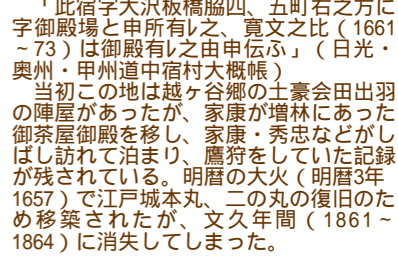 「此宿字大沢板橋脇四、五町右之方に
字御殿場と申所有レ之、寛文之比(1661
~73)は御殿有レ之由申伝ふ」(日光・
奥州・甲州道中宿村大概帳)
当初この地は越ヶ谷郷の土豪会田出羽
の陣屋があったが、家康が増林にあった
御茶屋御殿を移し、家康・秀忠などがし
ばし訪れて泊まり、鷹狩をしていた記録
が残されている。明暦の大火(明暦3年
1657)で江戸城本丸、二の丸の復旧のた
め移築されたが、文久年間(1861~
1864)に消失してしまった。